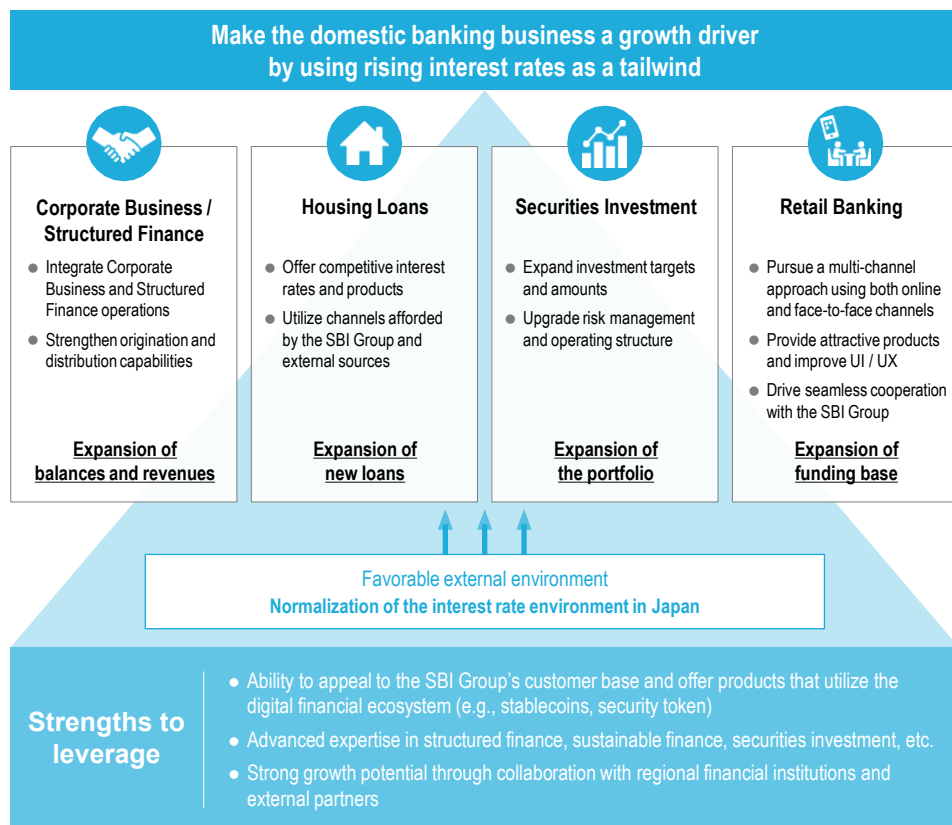 Make the domestic banking business a growth driver
by using rising interest rates as a tailwind
Corporate Business /
Structured Finance
● Integrate Corporate
Business and Structured
Finance operations
● Strengthen origination and
distribution capabilities
Expansion of
balances and revenues
Housing Loans
● Offer competitive interest
rates and products
● Utilize channels afforded
by the SBI Group and
external sources
Expansion of
new loans
Securities Investment
● Expand investment targets
and amounts
● Upgrade risk management
and operating structure
Expansion of
the portfolio
Retail Banking
● Pursue a multi-channel
approach using both online
and face-to-face channels
● Provide attractive products
and improve UI / UX
● Drive seamless cooperation
with the SBI Group
Expansion of
funding base
Favorable external environment
Normalization of the interest rate environment in Japan
Strengths to
leverage
● Ability to appeal to the SBI Group's customer base and offer products that utilize the
digital financial ecosystem (e.g., stablecoins, security token)
● Advanced expertise in structured finance, sustainable finance, securities investment, etc.
● Strong growth potential through collaboration with regional financial institutions and
external partners